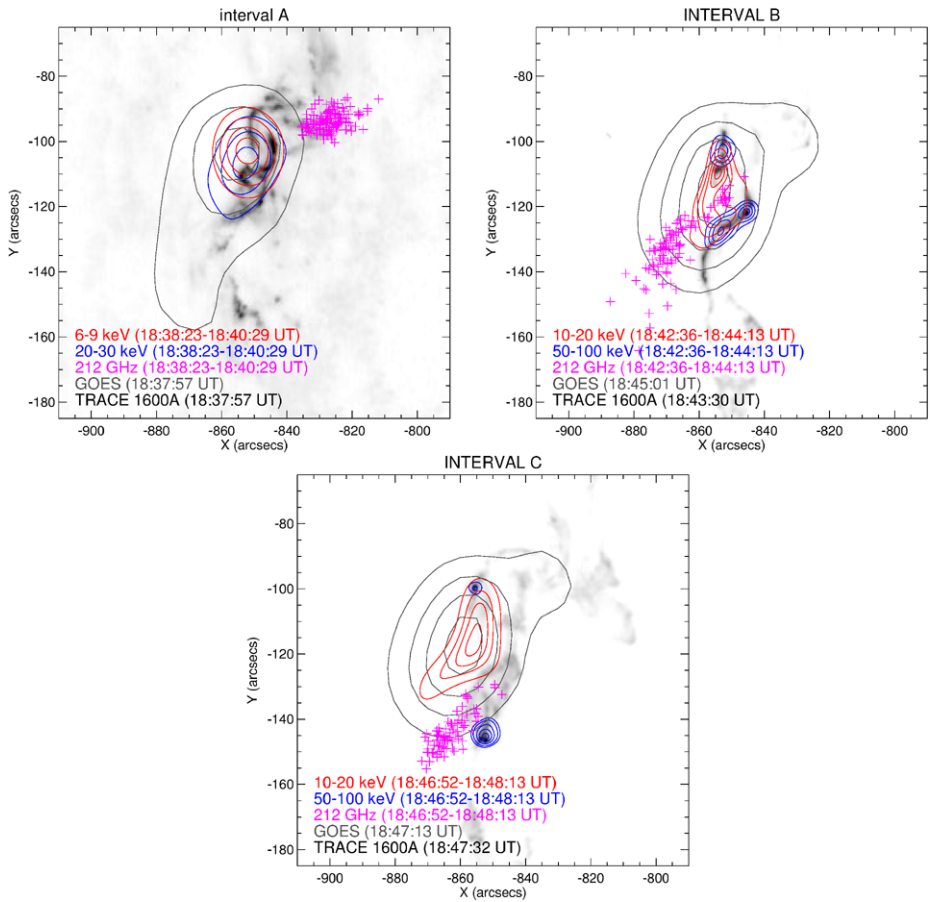 interval A
-80
-100
-120
-140
-160
-180
Y (arcsecs)
6-9 keV (18:38:23-18:40:29 UT)
20-30 keV (18:38:23-18:40:29 UT)
212 GHz (18:38:23-18:40:29 UT)
GOES (18:37:57 UT)
TRACE 1600A (18:37:57 UT)
-900 -880 -860 -840 -820 -800
X (arcsecs)
INTERVAL B
-80
-100
-120
-140
-160
-180
Y (arcsecs)
10-20 keV (18:42:36-18:44:13 UT)
50-100 keV (18:42:36-18:44:13 UT)
212 GHz (18:42:36-18:44:13 UT)
GOES (18:45:01 UT)
TRACE 1600A (18:43:30 UT)
-900 -880 -860 -840 -820 -800
X (arcsecs)
INTERVAL C
-80
-100
-120
-140
-160
-180
Y (arcsecs)
10-20 keV (18:46:52-18:48:13 UT)
50-100 keV (18:46:52-18:48:13 UT)
212 GHz (18:46:52-18:48:13 UT)
GOES (18:47:13 UT)
TRACE 1600A (18:47:32 UT)
-900 -880 -860 -840 -820 -800
X (arcsecs)